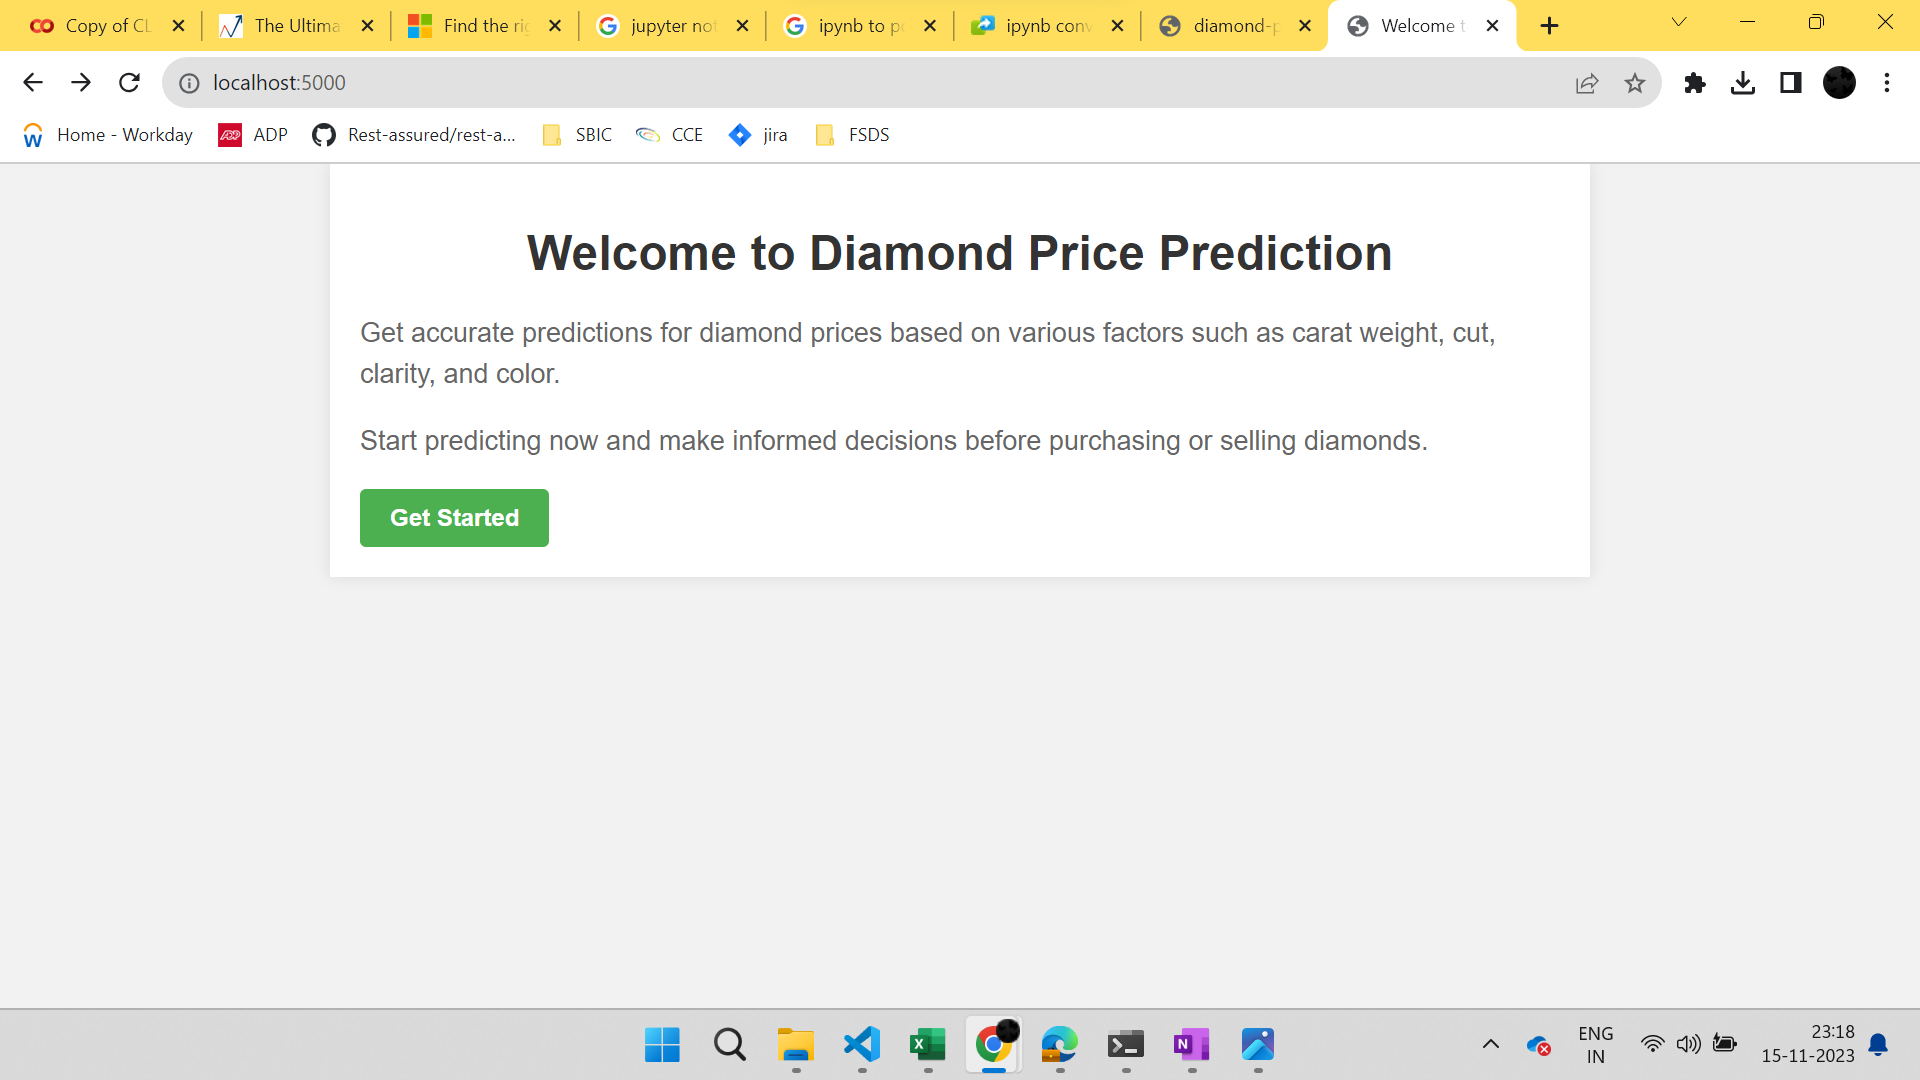 Copy of CL
The Ultima
Find the rig
jupyter not
ipynb to p
ipynb conv
diamond-p
Welcome t
localhost:5000
Home - Workday
ADP
Rest-assured/rest-a...
SBIC
CCE
jira
FSDS
Welcome to Diamond Price Prediction
Get accurate predictions for diamond prices based on various factors such as carat weight, cut,
clarity, and color.
Start predicting now and make informed decisions before purchasing or selling diamonds.
Get Started
ENG
IN
23:18
15-11-2023